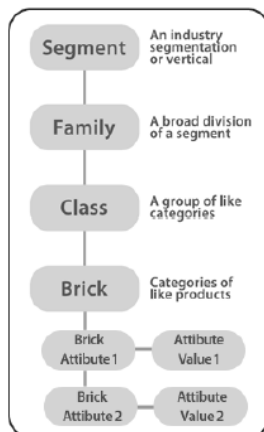 Segment
An industry
segmentation
or vertical
Family
A broad division
of a segment
Class
A group of like
categories
Brick
Categories of
like products
Brick
Attibute 1
Attibute
Value 1
Brick
Attibute 2
Attibute
Value 2